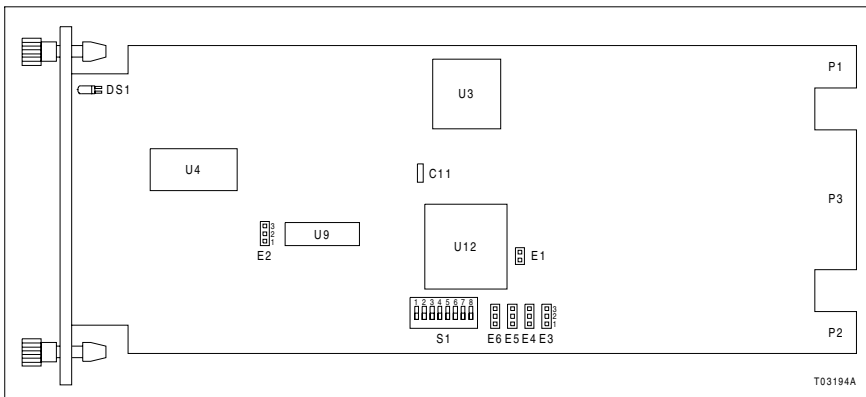 P1
DS1
U3
U4
C11
P3
3
2
1
E2
U9
U12
E1
1 2 3 4 5 6 7 8
S1
3
2
1
E6 E5 E4 E3
P2
T03194A